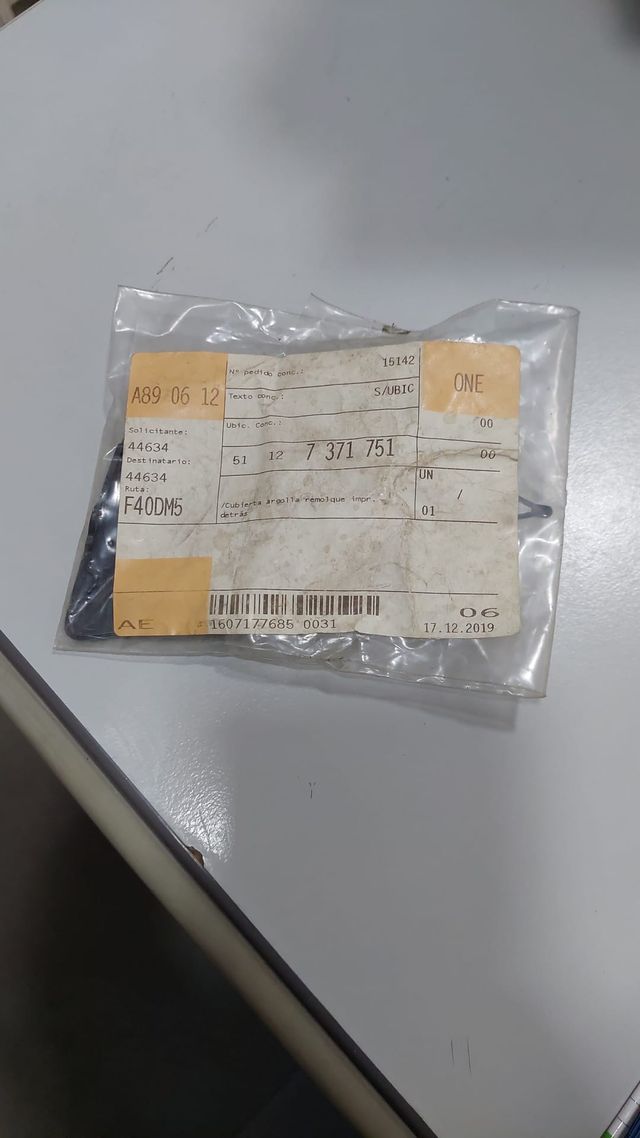 A89 06 12
Nº pedido conc.: 15142
ONE
Texto conc.: S/UBIC
Ubic. Conc.:
00
Solicitante:
44634
Destinatario:
44634
Ruta:
F40DM5
51 12 7 371 751
00
UN
/
01
/Cubierta argolla remolque impr.
detrás
AE
1607177685 0031
06
17.12.2019